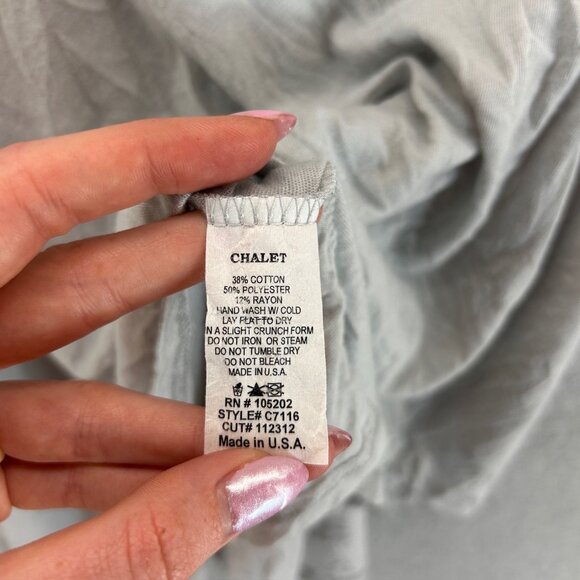 CHALET
38% COTTON
50% POLYESTER
12% RAYON
HAND WASH W/ COLD
LAY FLAT TO DRY
IN A SLIGHT CRUNCH FORM
DO NOT IRON OR STEAM
DO NOT TUMBLE DRY
DO NOT BLEACH
MADE IN U.S.A.
RN # 105202
STYLE# C7116
CUT# 112312
Made in U.S.A.